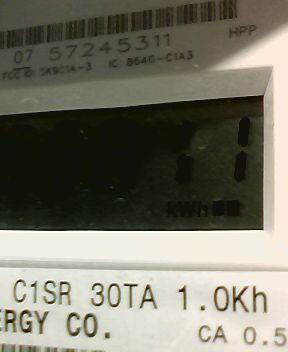 07 57245311
HPP
FCC ID: SK9C1A-3 IC: 864G-C1A3
kWh
C1SR 30TA 1.0Kh
ERGY CO.
CA 0.5